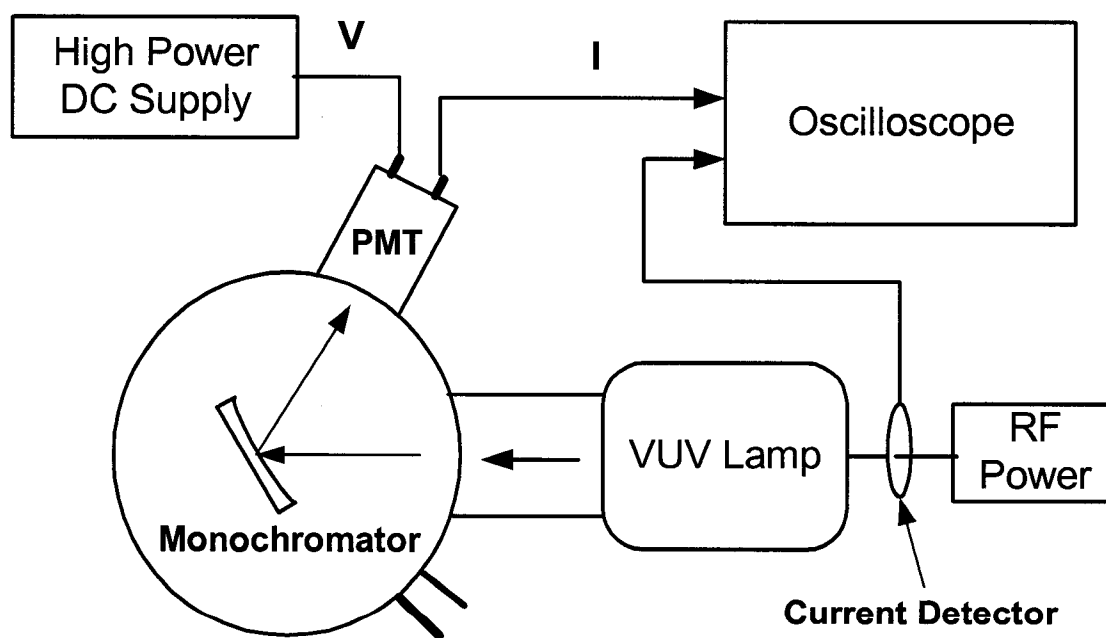 High Power
DC Supply
V
I
Oscilloscope
PMT
VUV Lamp
RF
Power
Monochromator
Current Detector